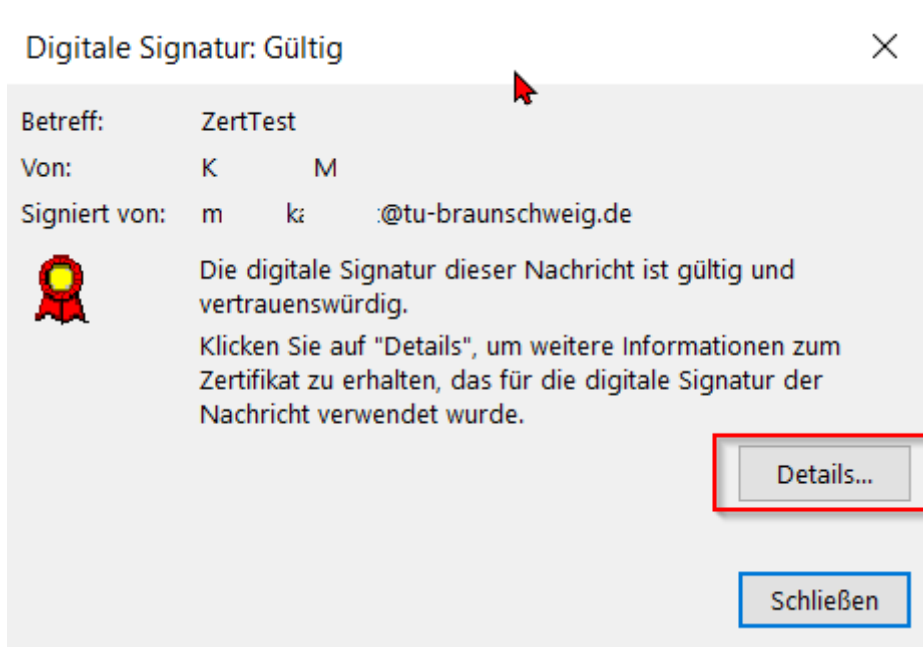 Digitale Signatur: Gültig
Betreff: ZertTest
Von: K M
Signiert von: m ka :@tu-braunschweig.de
Die digitale Signatur dieser Nachricht ist gültig und
vertrauenswürdig.
Klicken Sie auf "Details", um weitere Informationen zum
Zertifikat zu erhalten, das für die digitale Signatur der
Nachricht verwendet wurde.
Details...
Schließen